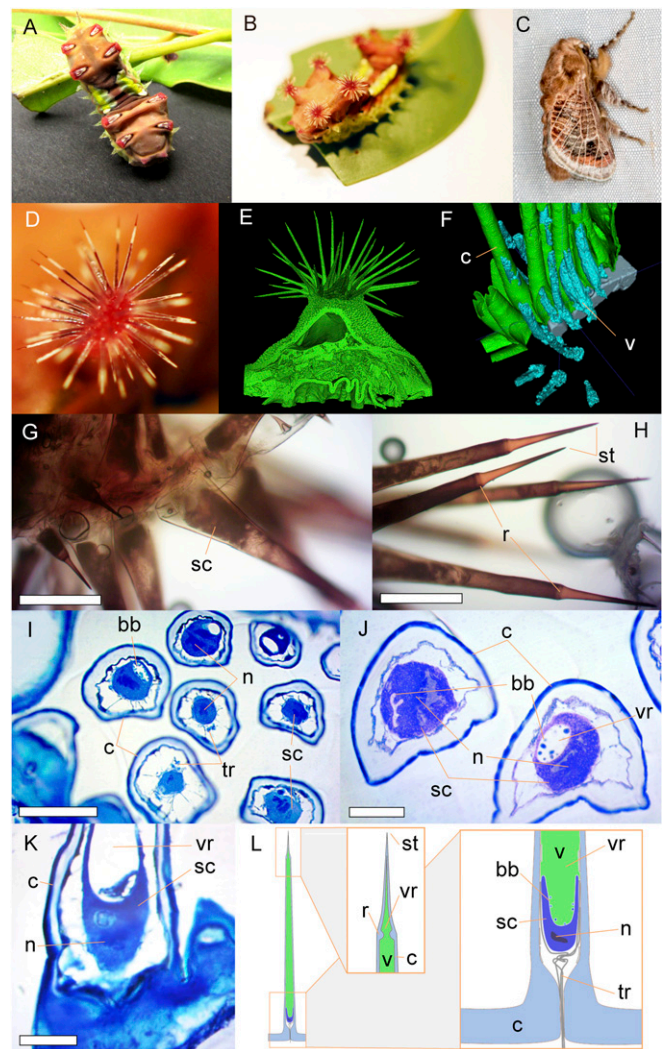 A B C
D E F
c
v
G H
st
sc
r
I J
bb c
n bb
vr
c n
tr sc
sc
K vr L st v vr
c sc vr bb
r sc n
n v c
tr
c